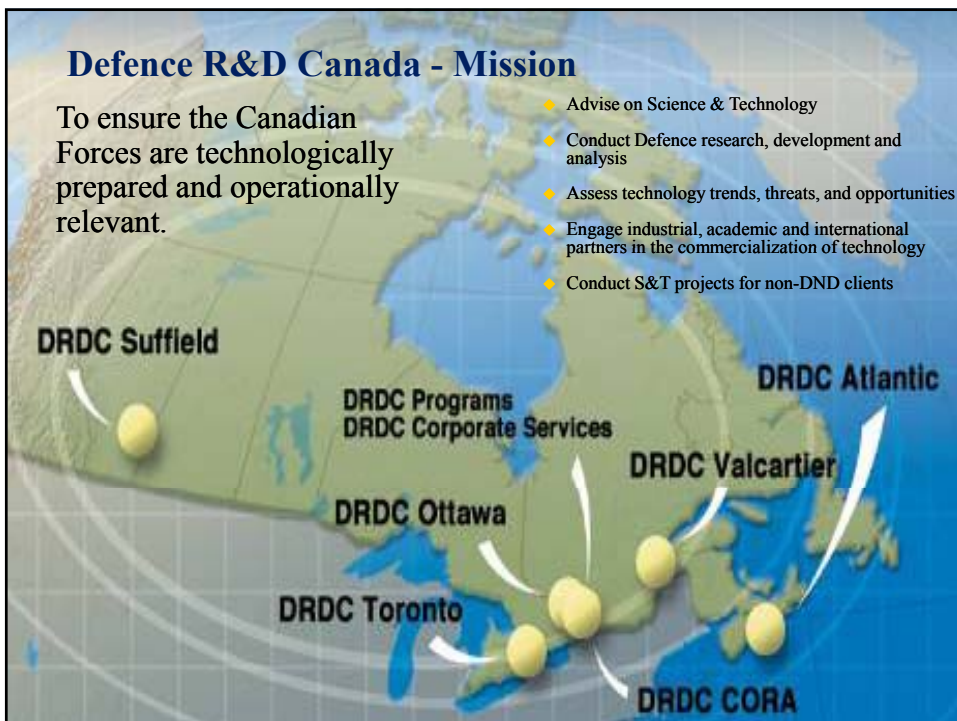 Defence R&D Canada - Mission
To ensure the Canadian
Forces are technologically
prepared and operationally
relevant.
Advise on Science & Technology
Conduct Defence research, development and
analysis
Assess technology trends, threats, and opportunities
Engage industrial, academic and international
partners in the commercialization of technology
Conduct S&T projects for non-DND clients
DRDC Suffield
DRDC Programs
DRDC Corporate Services
DRDC Atlantic
DRDC Valcartier
DRDC Ottawa
DRDC Toronto
DRDC CORA